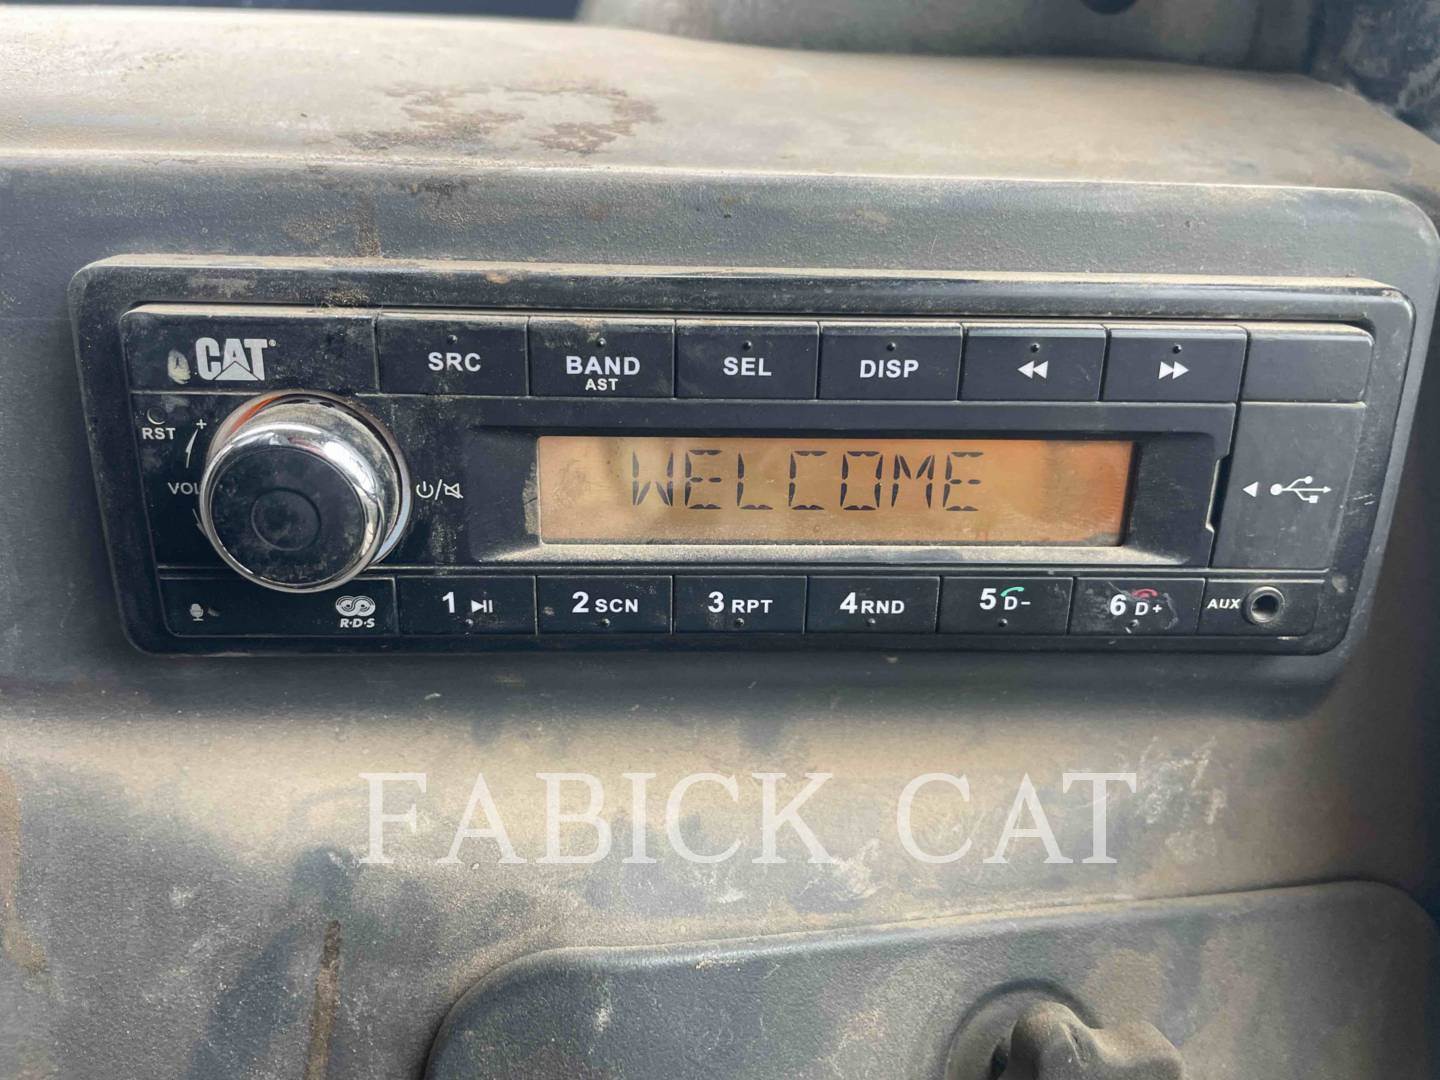 CAT®
SRC
BAND
AST
SEL
DISP
RST
+
VOL
WELCOME
R·D·S
1
2 SCN
3 RPT
4 RND
5 D-
6 D+
AUX
FABICK CAT